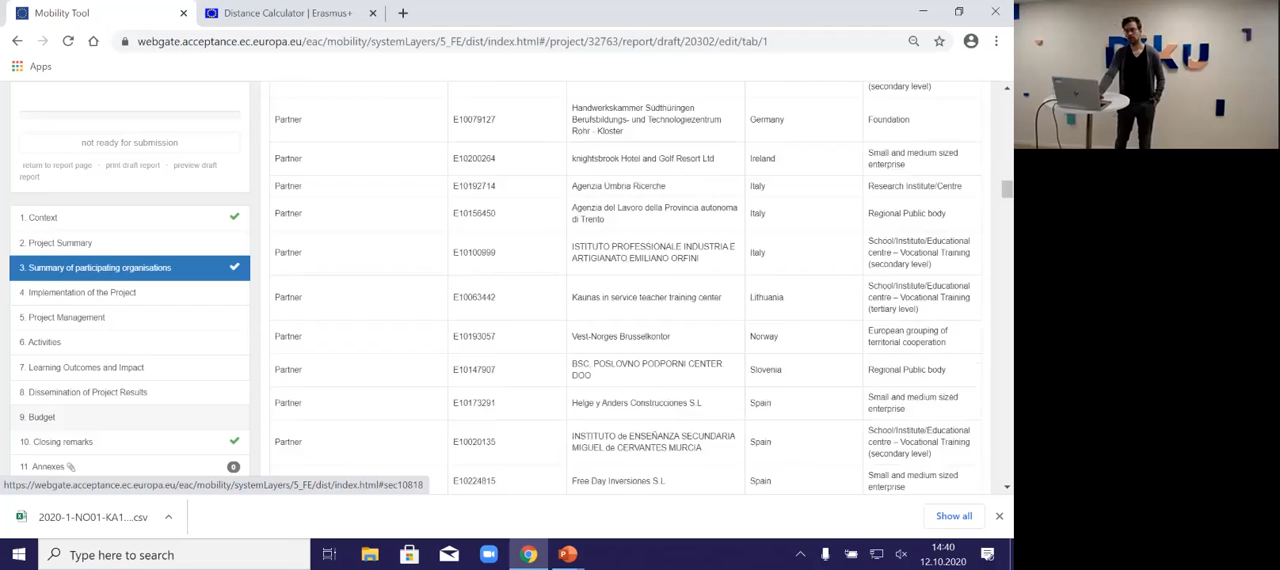 Mobility Tool
Distance Calculator | Erasmus+
webgate.acceptance.ec.europa.eu/eac/mobility/systemLayers/5_FE/dist/index.html#/project/32763/report/draft/20302/edit/tab/1
Apps
not ready for submission
return to report page · print draft report · preview draft
report
1. Context
2. Project Summary
3. Summary of participating organisations
4 Implementation of the Project
5. Project Management
6. Activities
7. Learning Outcomes and Impact
8. Dissemination of Project Results
9. Budget
10. Closing remarks
11. Annexes
0
(secondary level)
Partner
E10079127
Handwerkskammer Südthüringen
Berufsbildungs- und Technologiezentrum
Rohr - Kloster
Germany
Foundation
Partner
E10200264
knightsbrook Hotel and Golf Resort Ltd
Ireland
Small and medium sized
enterprise
Partner
E10192714
Agenzia Umbria Ricerche
Italy
Research Institute/Centre
Partner
E10156450
Agenzia del Lavoro della Provincia autonoma
di Trento
Italy
Regional Public body
Partner
E10100999
ISTITUTO PROFESSIONALE INDUSTRIA E
ARTIGIANATO EMILIANO ORFINI
Italy
School/Institute/Educational
centre – Vocational Training
(secondary level)
Partner
E10063442
Kaunas in service teacher training center
Lithuania
School/Institute/Educational
centre – Vocational Training
(tertiary level)
Partner
E10193057
Vest-Norges Brusselkontor
Norway
European grouping of
territorial cooperation
Partner
E10147907
BSC, POSLOVNO PODPORNI CENTER,
DOO
Slovenia
Regional Public body
Partner
E10173291
Helge y Anders Construcciones S.L
Spain
Small and medium sized
enterprise
Partner
E10020135
INSTITUTO de ENSEÑANZA SECUNDARIA
MIGUEL de CERVANTES MURCIA
Spain
School/Institute/Educational
centre – Vocational Training
(secondary level)
Partner
E10224815
Free Day Inversiones S.L
Spain
Small and medium sized
enterprise
https://webgate.acceptance.ec.europa.eu/eac/mobility/systemLayers/5_FE/dist/index.html#sec10818
2020-1-NO01-KA1....csv
Show all
Type here to search
14:40
12.10.2020
Diku